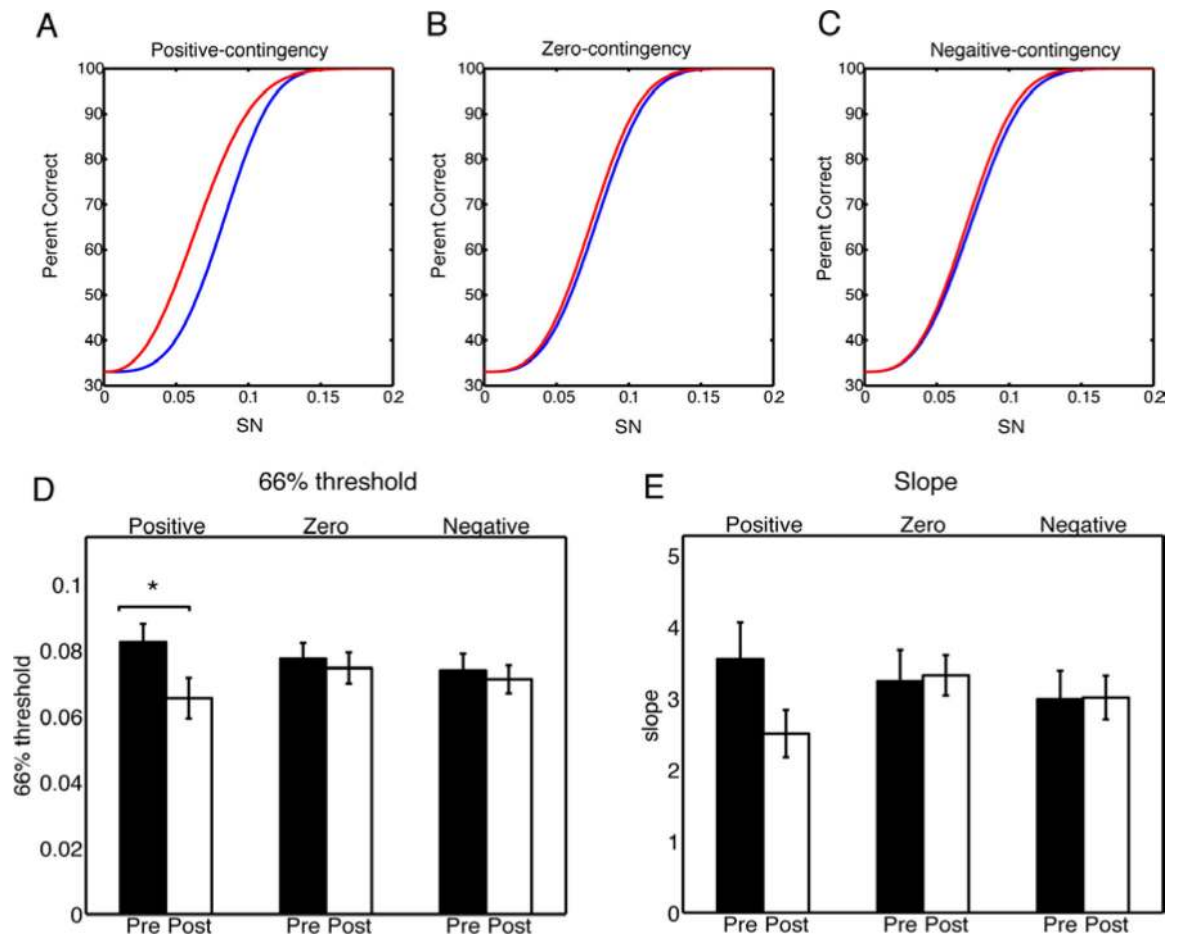 A B C
Positive-contingency Zero-contingency Negaitive-contingency
100 100 100
90 90 90
80 80 80
70 70 70
60 60 60
50 50 50
40 40 40
30 30 30
Perent Correct Perent Correct Perent Correct
0 0.05 0.1 0.15 0.2 0 0.05 0.1 0.15 0.2 0 0.05 0.1 0.15 0.2
SN SN SN
D 66% threshold
Positive Zero Negative
*
0.1
0.08
0.06
0.04
0.02
0
66% threshold
Pre Post Pre Post Pre Post
E Slope
Positive Zero Negative
5
4
3
2
1
0
slope
Pre Post Pre Post Pre Post